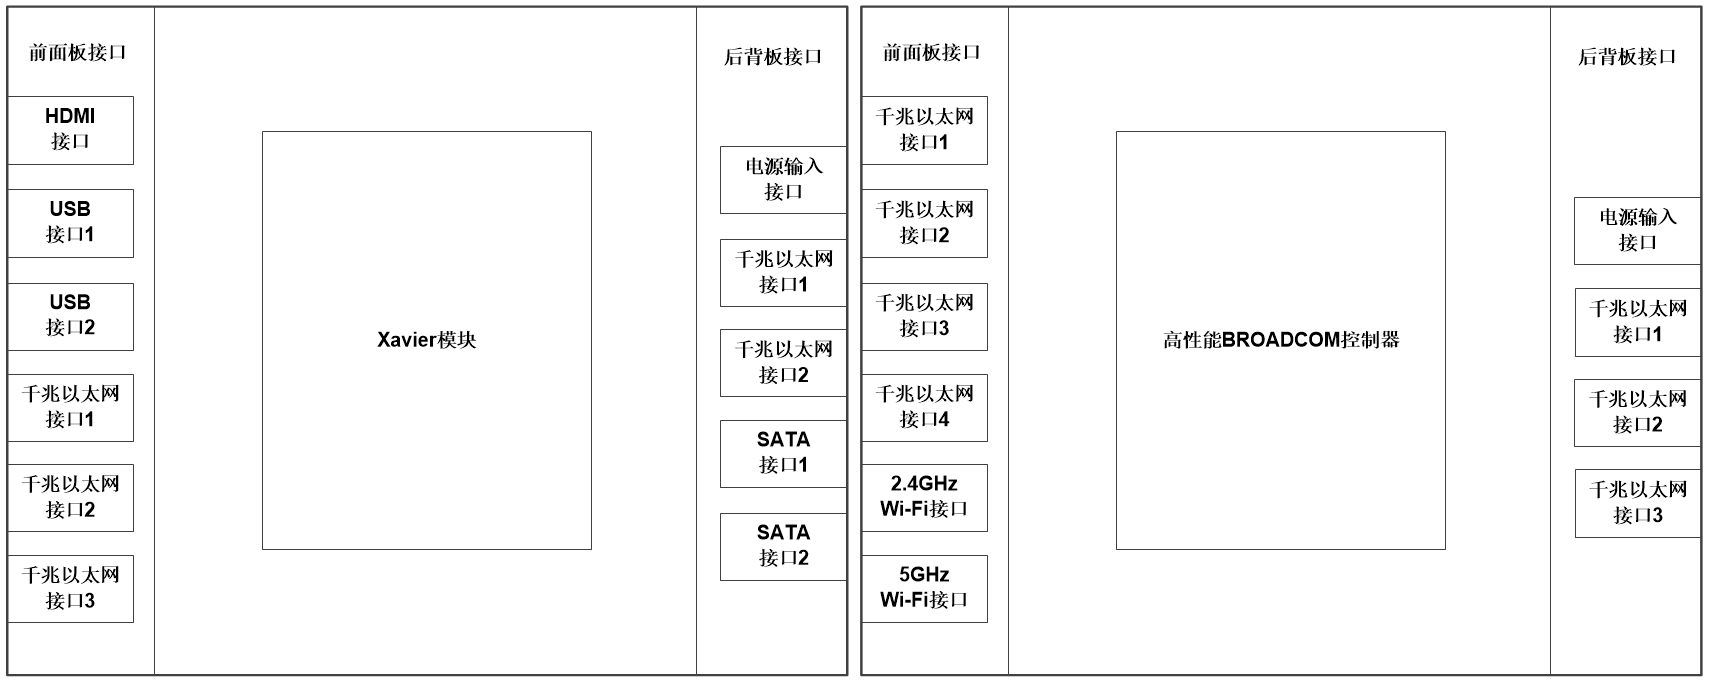 前面板接口
HDMI
接口
USB
接口1
USB
接口2
千兆以太网
接口1
千兆以太网
接口2
千兆以太网
接口3
Xavier模块
后背板接口
电源输入
接口
千兆以太网
接口1
千兆以太网
接口2
SATA
接口1
SATA
接口2
前面板接口
千兆以太网
接口1
千兆以太网
接口2
千兆以太网
接口3
千兆以太网
接口4
2.4GHz
Wi-Fi接口
5GHz
Wi-Fi接口
高性能BROADCOM控制器
后背板接口
电源输入
接口
千兆以太网
接口1
千兆以太网
接口2
千兆以太网
接口3